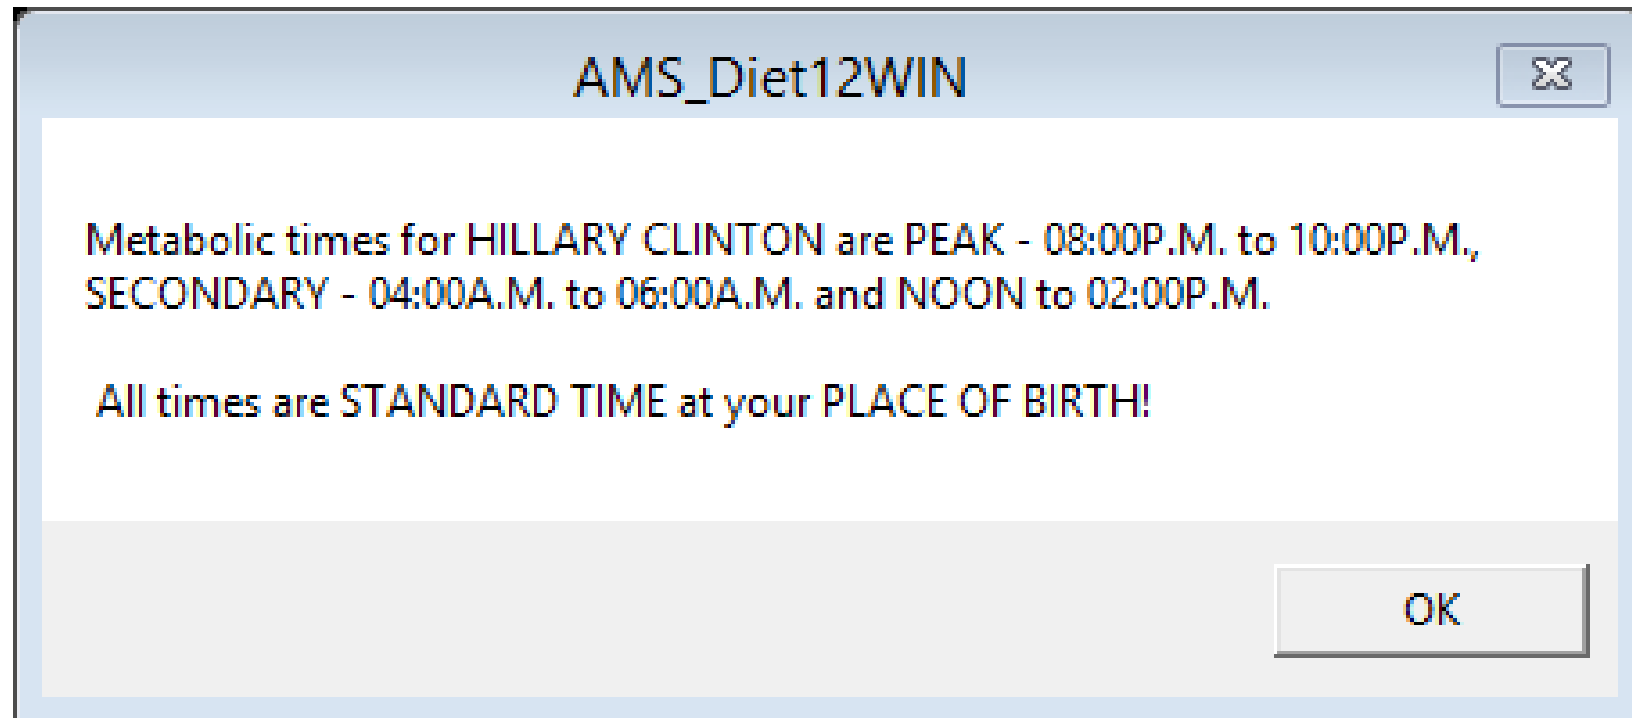 AMS_Diet12WIN
Metabolic times for HILLARY CLINTON are PEAK - 08:00P.M. to 10:00P.M.,
SECONDARY - 04:00A.M. to 06:00A.M. and NOON to 02:00P.M.
All times are STANDARD TIME at your PLACE OF BIRTH!
OK